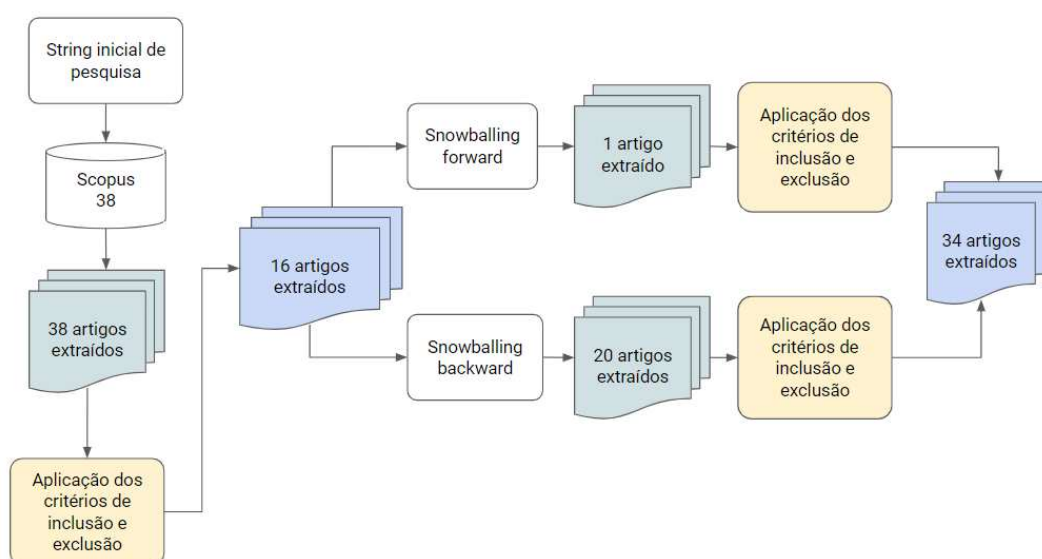 String inicial de
pesquisa
Scopus
38
38 artigos
extraídos
Aplicação dos
critérios de
inclusão e
exclusão
16 artigos
extraídos
Snowballing
forward
1 artigo
extraído
Aplicação dos
critérios de
inclusão e
exclusão
Snowballing
backward
20 artigos
extraídos
Aplicação dos
critérios de
inclusão e
exclusão
34 artigos
extraídos